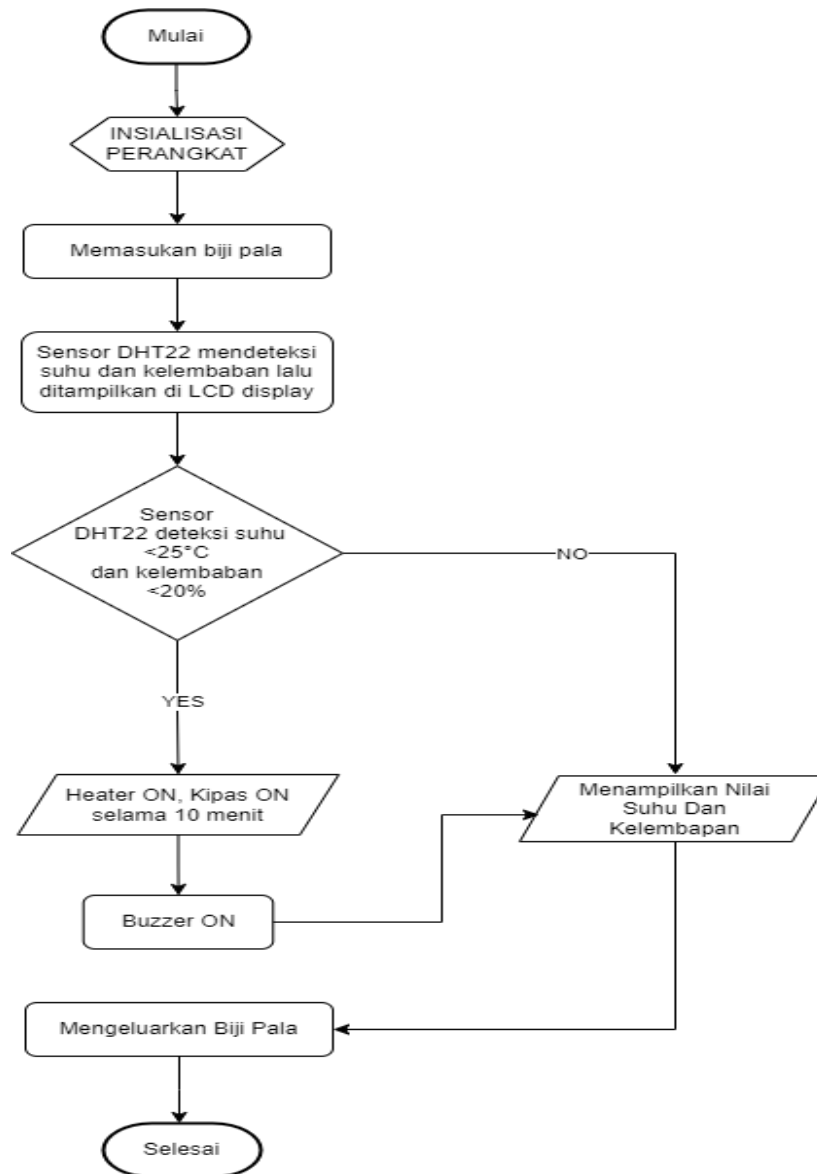 Mulai
INSIALISASI
PERANGKAT
Memasukan biji pala
Sensor DHT22 mendeteksi
suhu dan kelembaban lalu
ditampilkan di LCD display
Sensor
DHT22 deteksi suhu
<25°C
dan kelembaban
<20%
NO
YES
Heater ON, Kipas ON
selama 10 menit
Menampilkan Nilai
Suhu Dan
Kelembapan
Buzzer ON
Mengeluarkan Biji Pala
Selesai